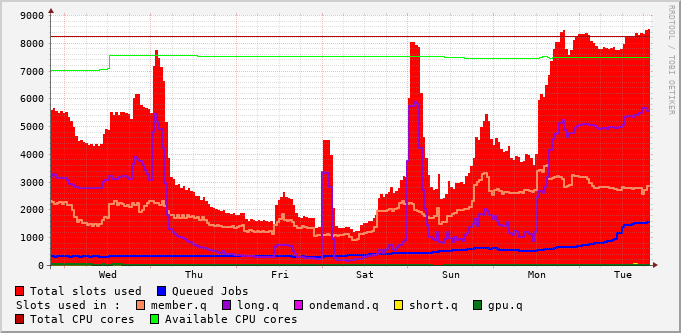 9000
8000
7000
6000
5000
4000
3000
2000
1000
0
Wed Thu Fri Sat Sun Mon Tue
RRDTOOL / TOBI OETIKER
Total slots used Queued Jobs
Slots used in : member.q long.q ondemand.q short.q gpu.q
Total CPU cores Available CPU cores